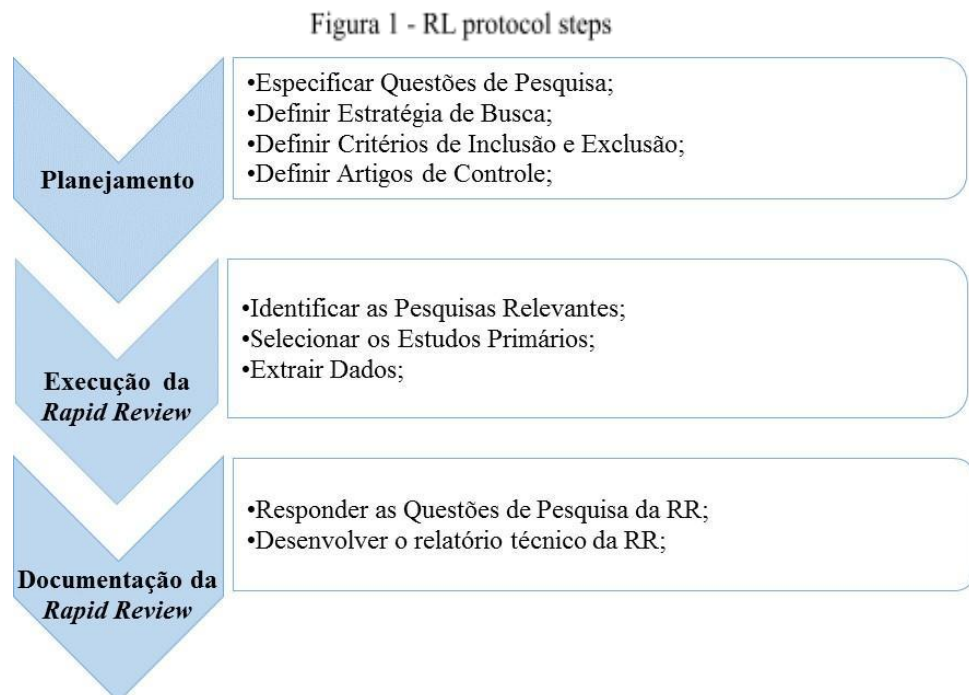 Figura 1 - RL protocol steps
Planejamento
•Especificar Questões de Pesquisa;
•Definir Estratégia de Busca;
•Definir Critérios de Inclusão e Exclusão;
•Definir Artigos de Controle;
Execução da
Rapid Review
•Identificar as Pesquisas Relevantes;
•Selecionar os Estudos Primários;
•Extrair Dados;
Documentação da
Rapid Review
•Responder as Questões de Pesquisa da RR;
•Desenvolver o relatório técnico da RR;